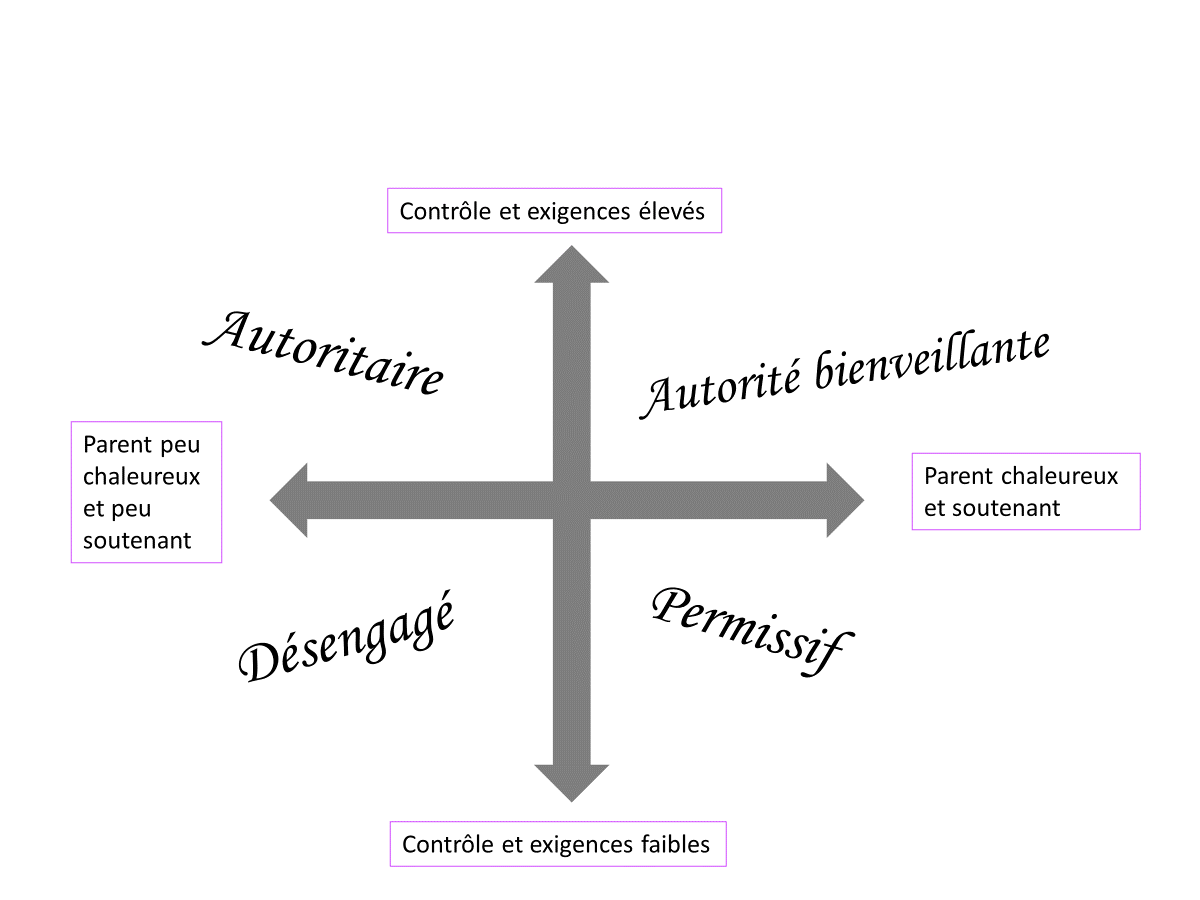 Contrôle et exigences élevés
Autoritaire
Autorité bienveillante
Parent peu
chaleureux
et peu
soutenant
Parent chaleureux
et soutenant
Désengagé
Permissif
Contrôle et exigences faibles